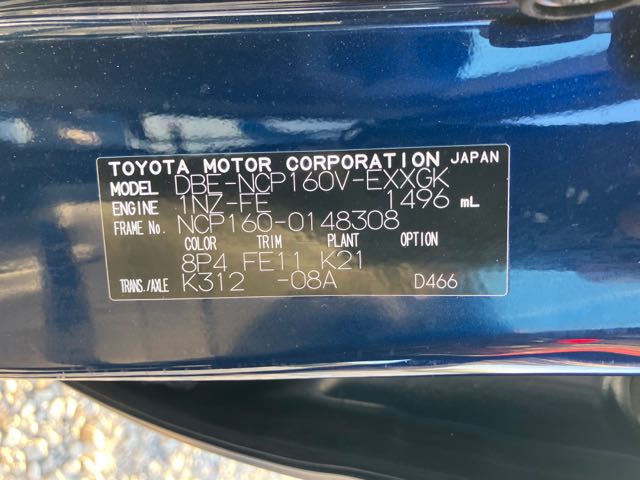 TOYOTA MOTOR CORPORATION JAPAN
MODEL DBE-NCP160V-EXXGK
ENGINE 1NZ-FE 1496 mL
FRAME No. NCP160-0148308
COLOR TRIM PLANT OPTION
8P4 FE11 K21
TRANS./AXLE K312 -08A D466